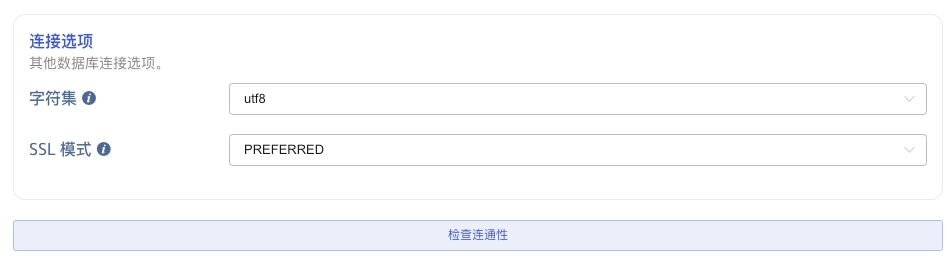 连接选项
其他数据库连接选项。
字符集
utf8
SSL 模式
PREFERRED
检查连通性